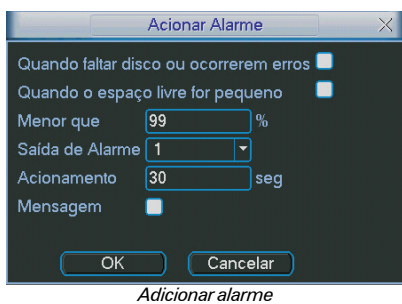 Acionar Alarme
Quando faltar disco ou ocorrerem erros
Quando o espaço livre for pequeno
Menor que 99 %
Saída de Alarme 1
Acionamento 30 seg
Mensagem
OK Cancelar
Adicionar alarme